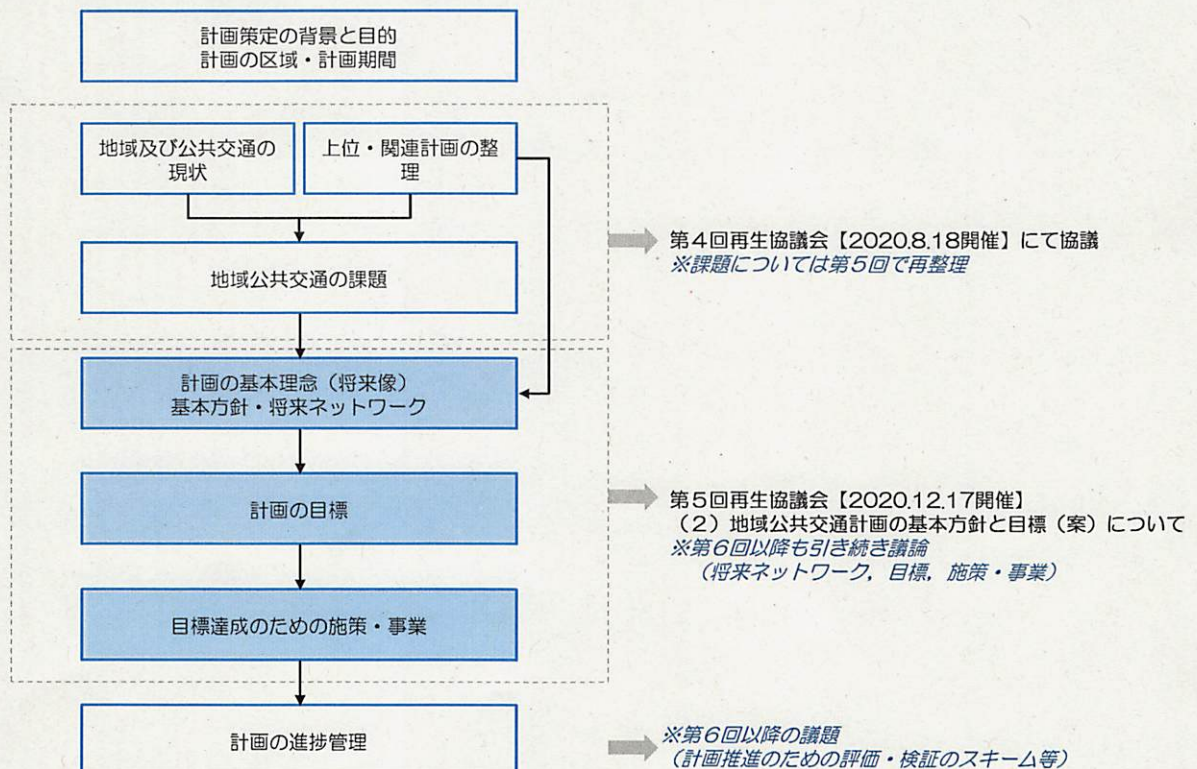 計画策定の背景と目的
計画の区域・計画期間
地域及び公共交通の
現状
上位・関連計画の整
理
地域公共交通の課題
第4回再生協議会【2020.8.18開催】にて協議
※課題については第5回で再整理
計画の基本理念（将来像）
基本方針・将来ネットワーク
計画の目標
第5回再生協議会【2020.12.17開催】
（2）地域公共交通計画の基本方針と目標（案）について
※第6回以降も引き続き議論
（将来ネットワーク，目標，施策・事業）
目標達成のための施策・事業
計画の進捗管理
※第6回以降の議題
（計画推進のための評価・検証のスキーム等）